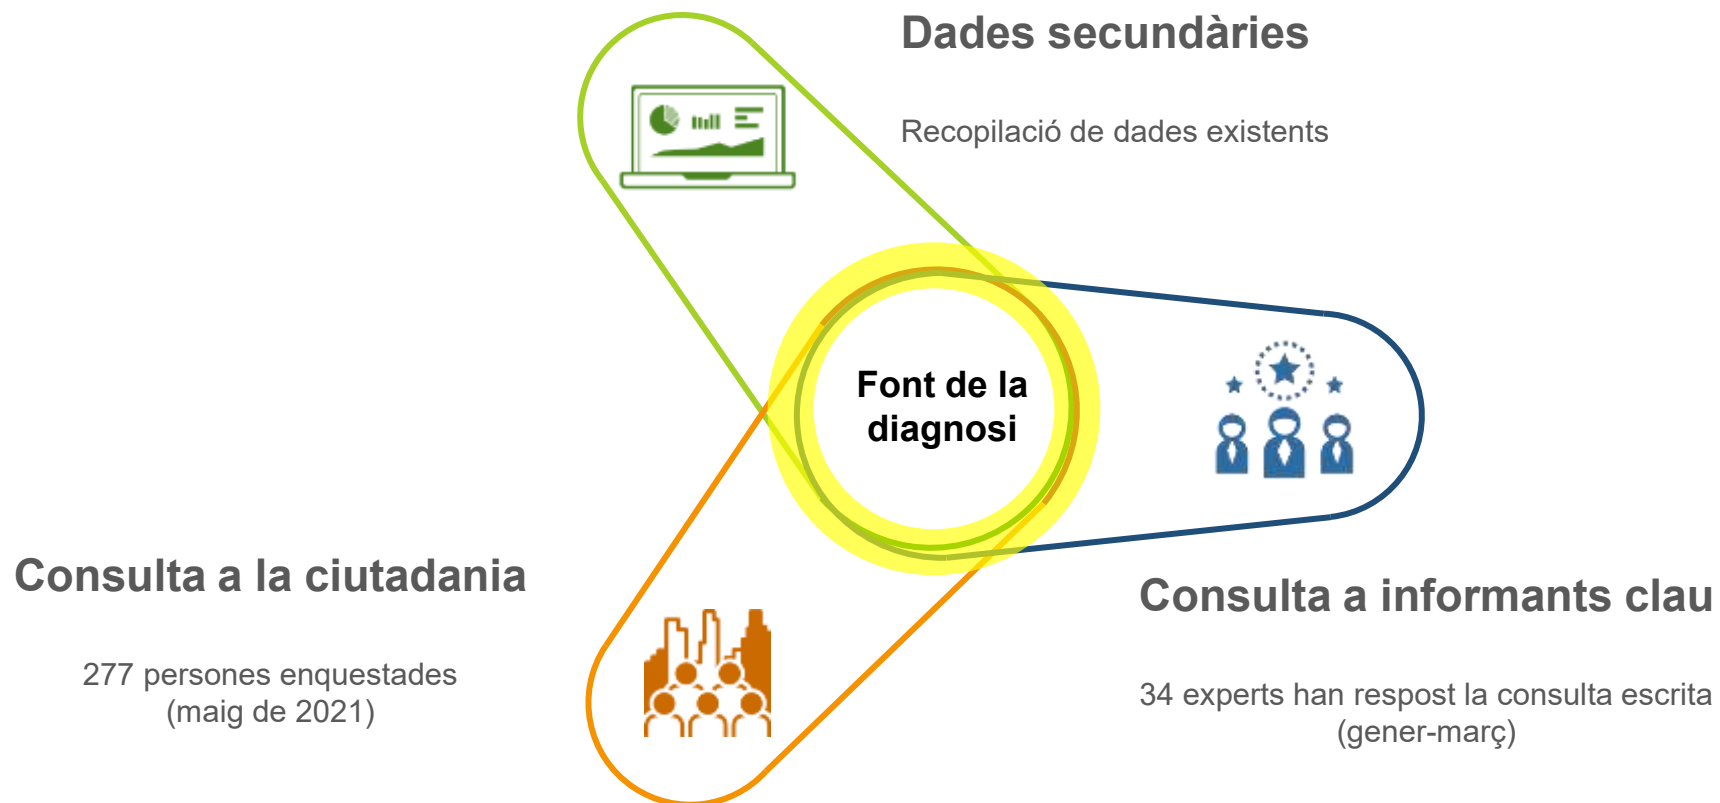 Dades secundàries
Recopilació de dades existents
Font de la
diagnosi
Consulta a la ciutadania
277 persones enquestades
(maig de 2021)
Consulta a informants clau
34 experts han respost la consulta escrita
(gener-març)